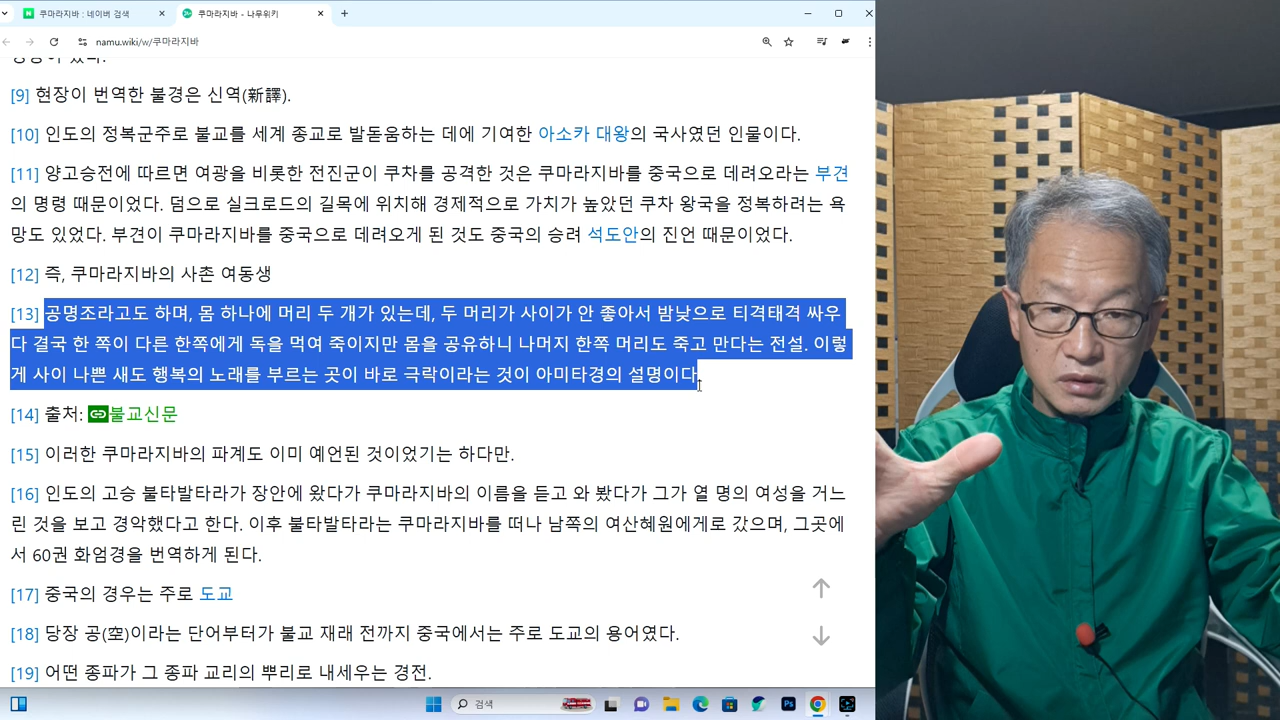 쿠마라지바 : 네이버 검색
쿠마라지바 - 나무위키
namu.wiki/w/쿠마라지바
[9] 현장이 번역한 불경은 신역(新譯).
[10] 인도의 정복군주로 불교를 세계 종교로 발돋움하는 데에 기여한 아소카 대왕의 국사였던 인물이다.
[11] 양고승전에 따르면 여광을 비롯한 전진군이 쿠차를 공격한 것은 쿠마라지바를 중국으로 데려오라는 부견
의 명령 때문이었다. 덤으로 실크로드의 길목에 위치해 경제적으로 가치가 높았던 쿠차 왕국을 정복하려는 욕
망도 있었다. 부견이 쿠마라지바를 중국으로 데려오게 된 것도 중국의 승려 석도안의 진언 때문이었다.
[12] 즉, 쿠마라지바의 사촌 여동생
[13] 공명조라고도 하며, 몸 하나에 머리 두 개가 있는데, 두 머리가 사이가 안 좋아서 밤낮으로 티격태격 싸우
다 결국 한 쪽이 다른 한쪽에게 독을 먹여 죽이지만 몸을 공유하니 나머지 한쪽 머리도 죽고 만다는 전설. 이렇
게 사이 나쁜 새도 행복의 노래를 부르는 곳이 바로 극락이라는 것이 아미타경의 설명이다.
[14] 출처: 불교신문
[15] 이러한 쿠마라지바의 파계도 이미 예언된 것이었기는 하다만.
[16] 인도의 고승 불타발타라가 장안에 왔다가 쿠마라지바의 이름을 듣고 와 봤다가 그가 열 명의 여성을 거느
린 것을 보고 경악했다고 한다. 이후 불타발타라는 쿠마라지바를 떠나 남쪽의 여산혜원에게로 갔으며, 그곳에
서 60권 화엄경을 번역하게 된다.
[17] 중국의 경우는 주로 도교
[18] 당장 공(空)이라는 단어부터가 불교 재래 전까지 중국에서는 주로 도교의 용어였다.
[19] 어떤 종파가 그 종파 교리의 뿌리로 내세우는 경전.
검색
Ps